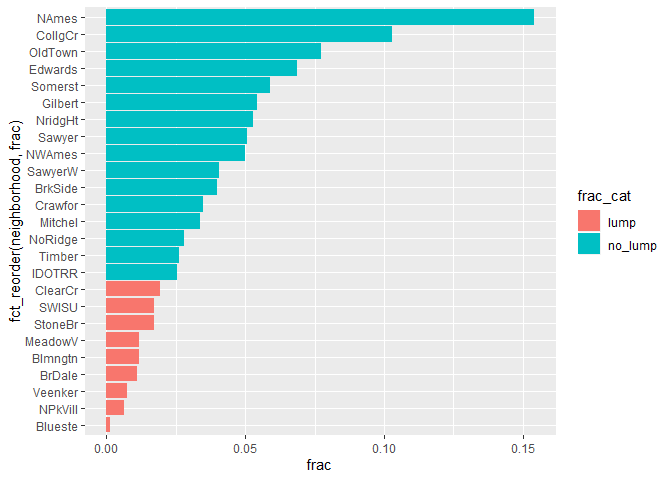 NAmes
CollgCr
OldTown
Edwards
Somerst
Gilbert
NridgHt
Sawyer
NWAmes
SawyerW
BrkSide
Crawfor
Mitchel
NoRidge
Timber
IDOTRR
ClearCr
SWISU
StoneBr
MeadowV
Blmngtn
BrDale
Veenker
NPkVill
Blueste
fct_reorder(neighborhood, frac)
0.00 0.05 0.10 0.15
frac
frac_cat
lump
no_lump